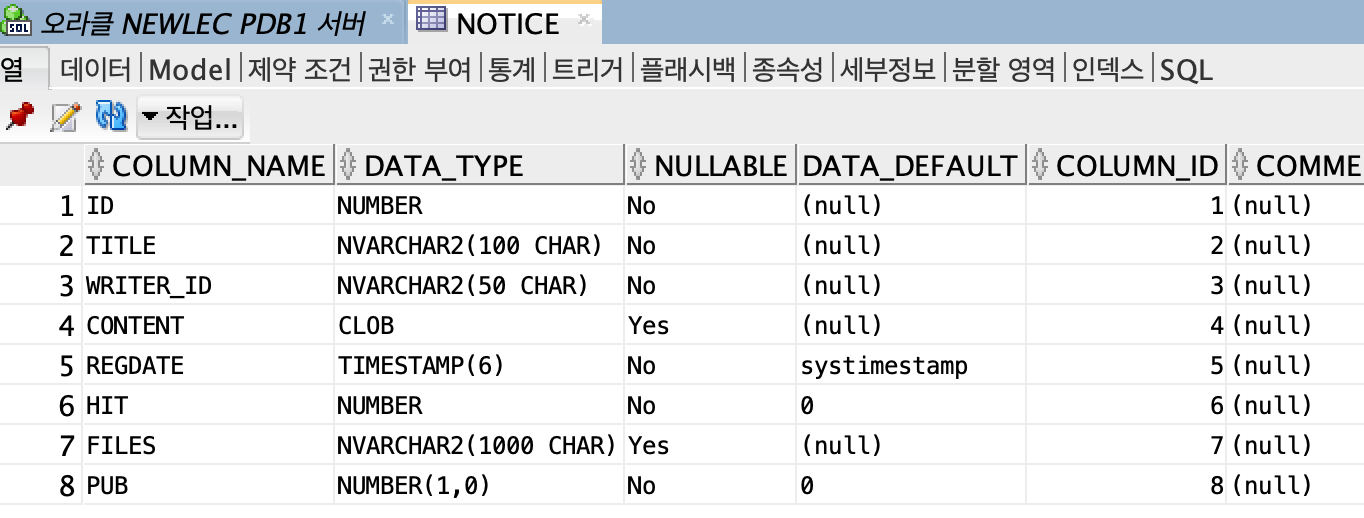 오라클 NEWLEC PDB1 서버 NOTICE
열 데이터 Model 제약 조건 권한 부여 통계 트리거 플래시백 종속성 세부정보 분할 영역 인덱스 SQL
작업...
COLUMN_NAME DATA_TYPE NULLABLE DATA_DEFAULT COLUMN_ID COMME
1 ID NUMBER No (null) 1 (null)
2 TITLE NVARCHAR2(100 CHAR) No (null) 2 (null)
3 WRITER_ID NVARCHAR2(50 CHAR) No (null) 3 (null)
4 CONTENT CLOB Yes (null) 4 (null)
5 REGDATE TIMESTAMP(6) No systimestamp 5 (null)
6 HIT NUMBER No 0 6 (null)
7 FILES NVARCHAR2(1000 CHAR) Yes (null) 7 (null)
8 PUB NUMBER(1,0) No 0 8 (null)